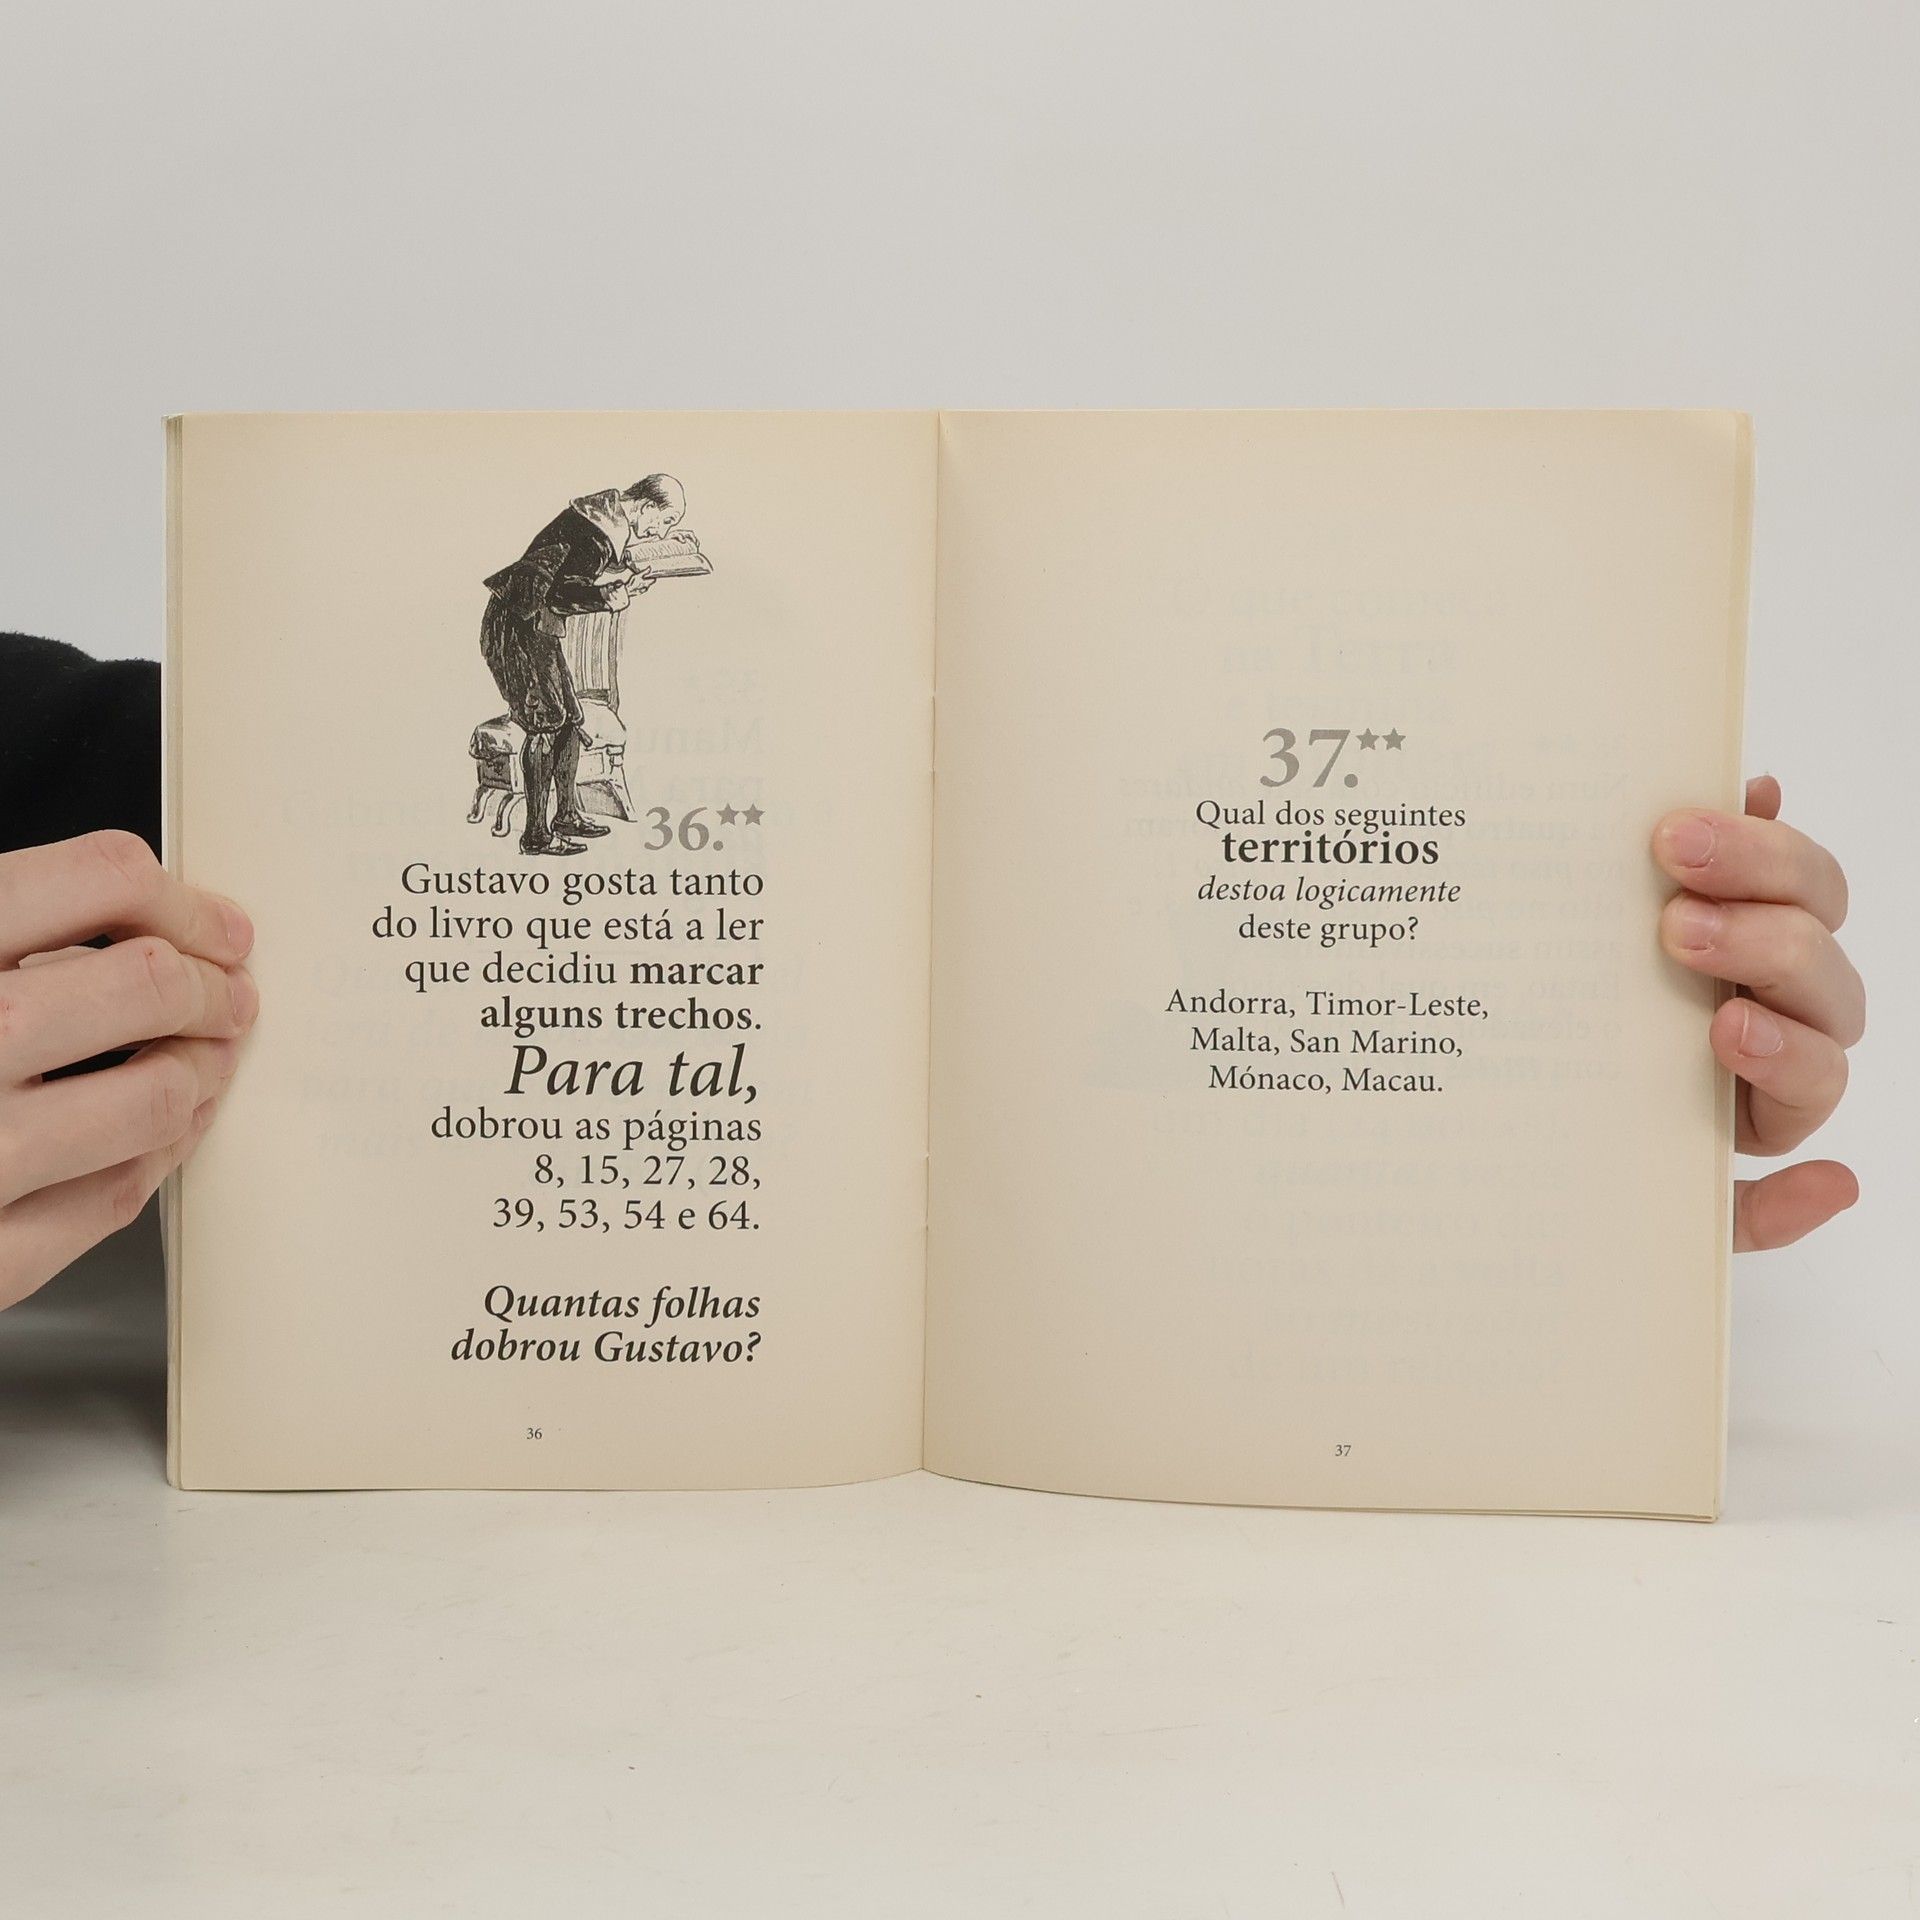 36.**
Gustavo gosta tanto
do livro que está a ler
que decidiu marcar
alguns trechos.
Para tal,
dobrou as páginas
8, 15, 27, 28,
39, 53, 54 e 64.
Quantas folhas
dobrou Gustavo?
36
37.**
Qual dos seguintes
territórios
destoa logicamente
deste grupo?
Andorra, Timor-Leste,
Malta, San Marino,
Mónaco, Macau.
37